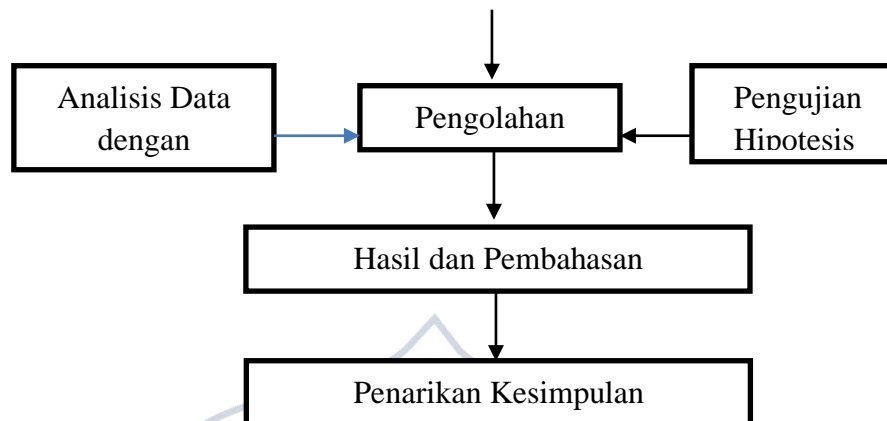 Analisis Data
dengan
Pengolahan
Pengujian
Hipotesis
Hasil dan Pembahasan
Penarikan Kesimpulan